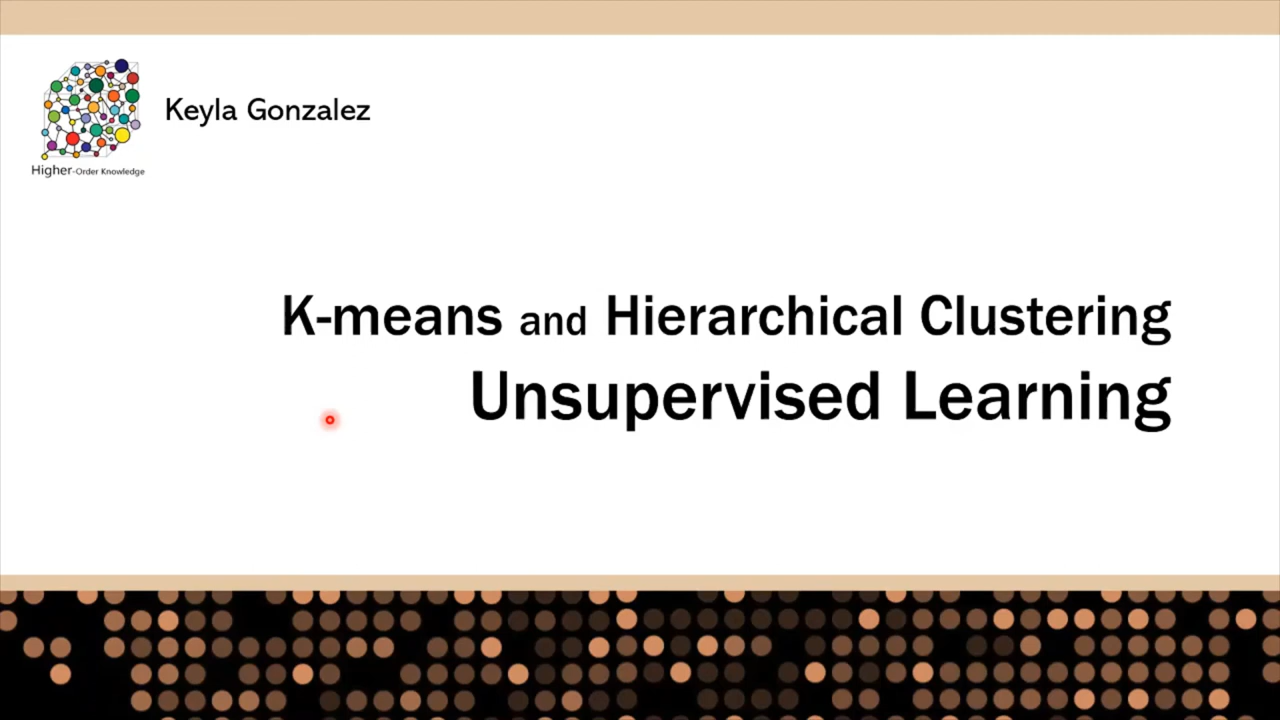 Keyla Gonzalez
Higher-Order Knowledge
K-means and Hierarchical Clustering
Unsupervised Learning